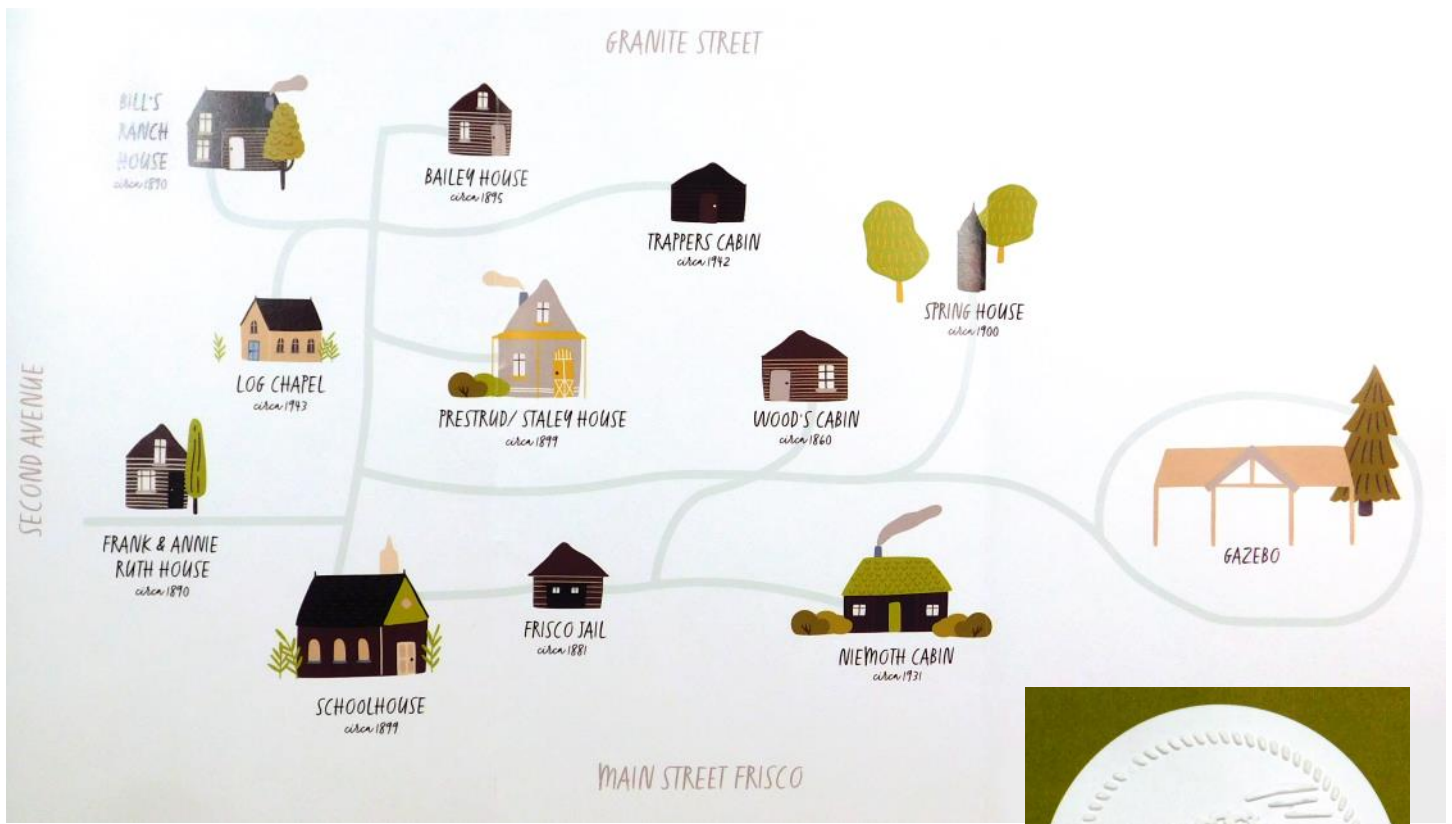 GRANITE STREET
BILL'S
RANCH
HOUSE
circa 1890
BAILEY HOUSE
circa 1895
TRAPPERS CABIN
circa 1942
SPRING HOUSE
circa 1900
LOG CHAPEL
circa 1943
PRESTRUD/ STALEY HOUSE
circa 1899
WOOD'S CABIN
circa 1860
SECOND AVENUE
FRANK & ANNIE
RUTH HOUSE
circa 1890
GAZEBO
FRISCO JAIL
circa 1881
NIEMOTH CABIN
circa 1931
SCHOOLHOUSE
circa 1899
MAIN STREET FRISCO